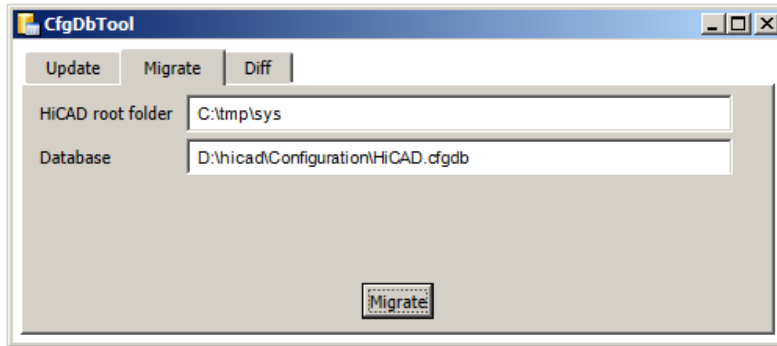 CfgDbTool
Update Migrate Diff
HiCAD root folder C:\tmp\sys
Database D:\hicad\Configuration\HiCAD.cfgdb
Migrate